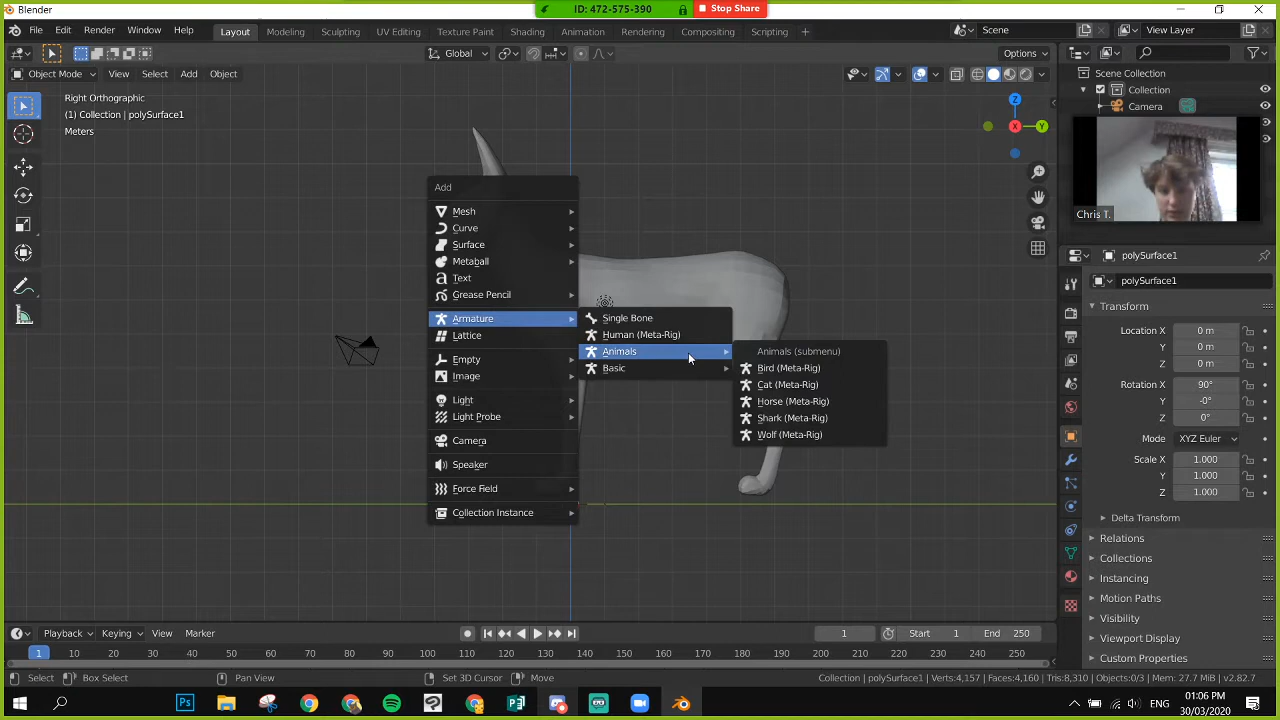 Blender
ID: 472-575-390
Stop Share
File Edit Render Window Help
Layout Modeling Sculpting UV Editing Texture Paint Shading Animation Rendering Compositing Scripting +
Scene
View Layer
Global
Options
Object Mode View Select Add Object
Right Orthographic
(1) Collection | polySurface1
Meters
Z
X
Y
Add
Mesh
Curve
Surface
Metaball
Text
Grease Pencil
Armature
Lattice
Empty
Image
Light
Light Probe
Camera
Speaker
Force Field
Collection Instance
Single Bone
Human (Meta-Rig)
Animals
Basic
Animals (submenu)
Bird (Meta-Rig)
Cat (Meta-Rig)
Horse (Meta-Rig)
Shark (Meta-Rig)
Wolf (Meta-Rig)
Scene Collection
Collection
Camera
Chris T.
polySurface1
polySurface1
Transform
Location X 0 m
Y 0 m
Z 0 m
Rotation X 90°
Y -0°
Z 0°
Mode XYZ Euler
Scale X 1.000
Y 1.000
Z 1.000
Delta Transform
Relations
Collections
Instancing
Motion Paths
Visibility
Viewport Display
Custom Properties
Playback Keying View Marker
1
Start 1
End 250
1 10 20 30 40 50 60 70 80 90 100 110 120 130 140 150 160 170 180 190 200 210 220 230 240 250
Select
Box Select
Pan View
Set 3D Cursor
Move
Collection | polySurface1 | Verts:4,157 | Faces:4,160 | Tris:8,310 | Objects:0/3 | Mem: 27.7 MB | v2.82.7
Ps
ENG
01:06 PM
30/03/2020